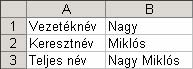 A B
1 Vezetéknév Nagy
2 Keresztnév Miklós
3 Teljes név Nagy Miklós